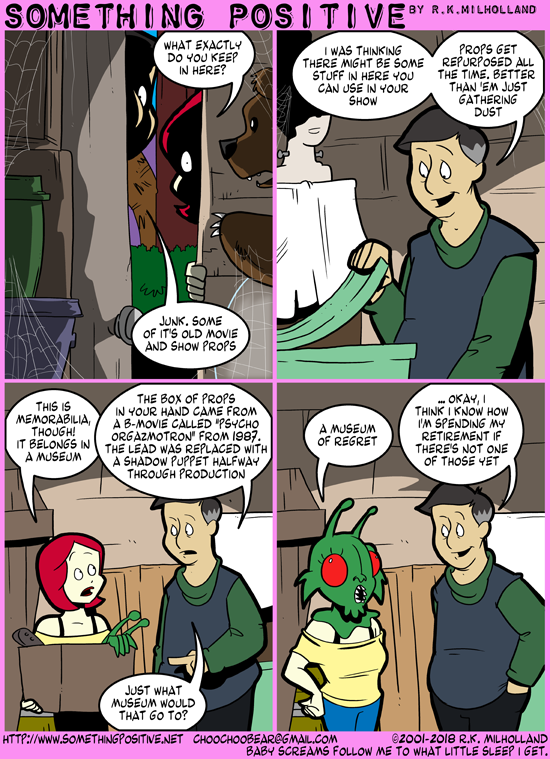 SOMETHING POSITIVE BY R.K.MILHOLLAND
WHAT EXACTLY
DO YOU KEEP
IN HERE?
JUNK. SOME
OF IT'S OLD MOVIE
AND SHOW PROPS
I WAS THINKING
THERE MIGHT BE SOME
STUFF IN HERE YOU
CAN USE IN YOUR
SHOW
PROPS GET
REPURPOSED ALL
THE TIME. BETTER
THAN 'EM JUST
GATHERING
DUST
THIS IS
MEMORABILIA,
THOUGH!
IT BELONGS IN
A MUSEUM
THE BOX OF PROPS
IN YOUR HAND CAME FROM
A B-MOVIE CALLED "PSYCHO
ORGAZMOTRON" FROM 1987.
THE LEAD WAS REPLACED WITH
A SHADOW PUPPET HALFWAY
THROUGH PRODUCTION
JUST WHAT
MUSEUM WOULD
THAT GO TO?
A MUSEUM
OF REGRET
... OKAY, I
THINK I KNOW HOW
I'M SPENDING MY
RETIREMENT IF
THERE'S NOT ONE
OF THOSE YET
HTTP://WWW.SOMETHINGPOSITIVE.NET CHOOCHOOBEAR@GMAIL.COM ©2001-2018 R.K. MILHOLLAND
BABY SCREAMS FOLLOW ME TO WHAT LITTLE SLEEP I GET.